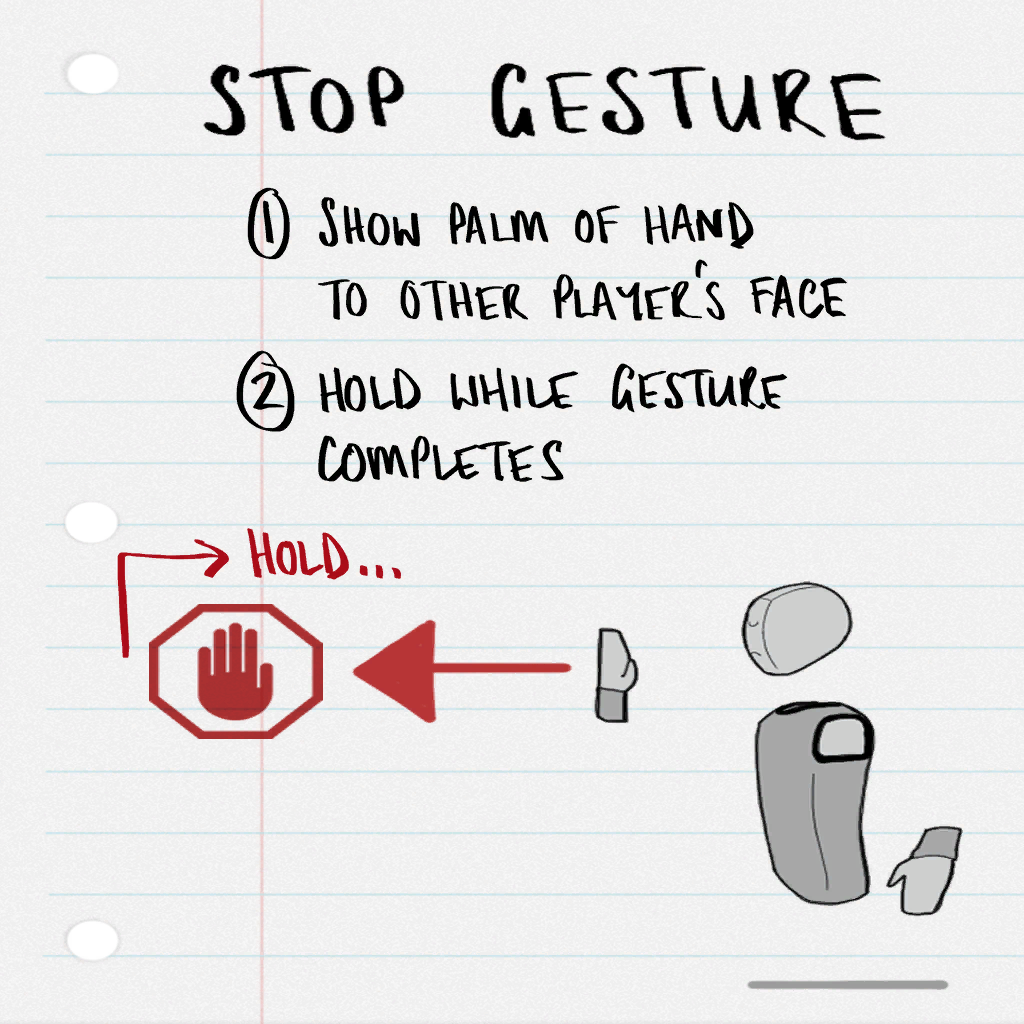 STOP GESTURE
1 SHOW PALM OF HAND
TO OTHER PLAYER'S FACE
2 HOLD WHILE GESTURE
COMPLETES
HOLD...